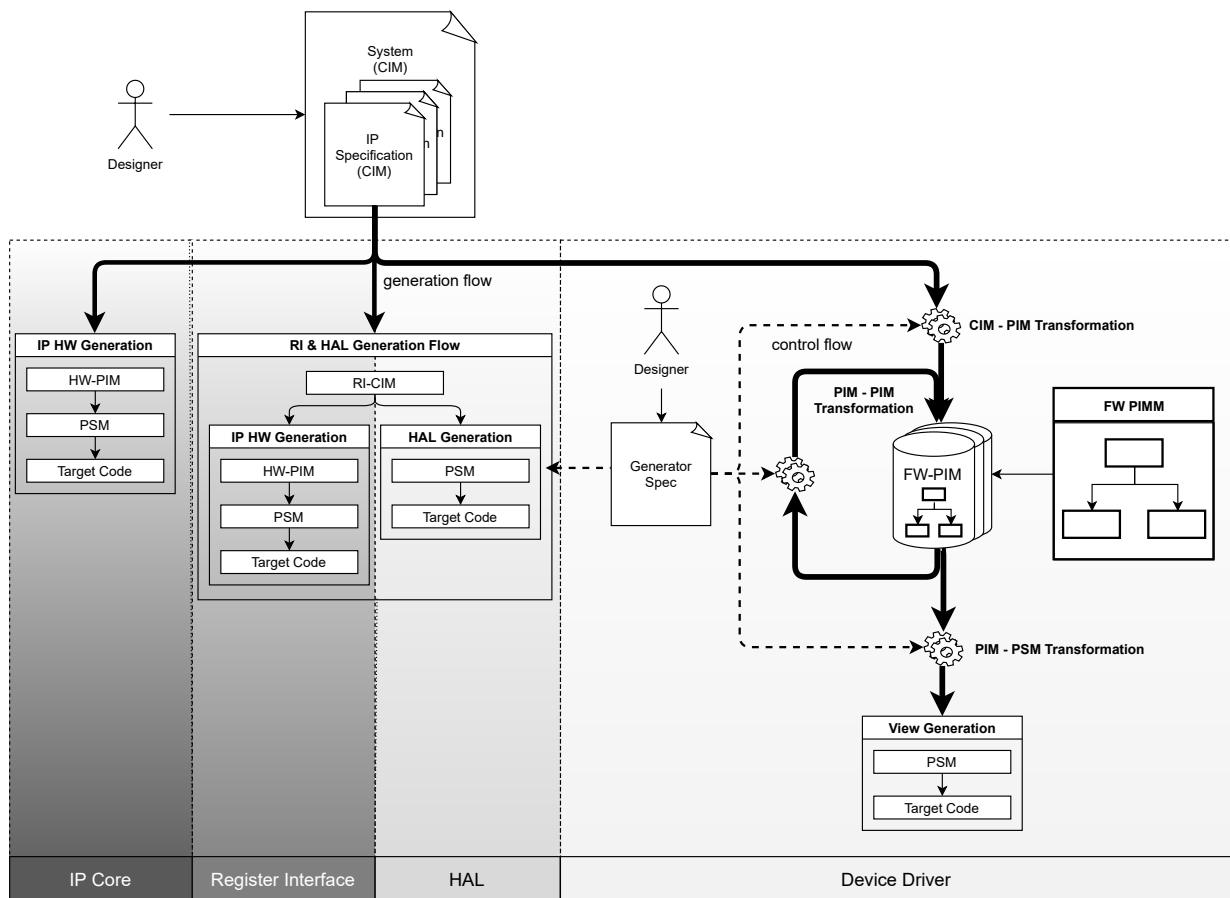 System
(CIM)
IP
Specification
(CIM)
n
n
Designer
generation flow
IP HW Generation
HW-PIM
PSM
Target Code
RI & HAL Generation Flow
RI-CIM
IP HW Generation
HW-PIM
PSM
Target Code
HAL Generation
PSM
Target Code
Designer
Generator
Spec
control flow
CIM - PIM Transformation
PIM - PIM
Transformation
FW-PIM
FW PIMM
PIM - PSM Transformation
View Generation
PSM
Target Code
IP Core
Register Interface
HAL
Device Driver